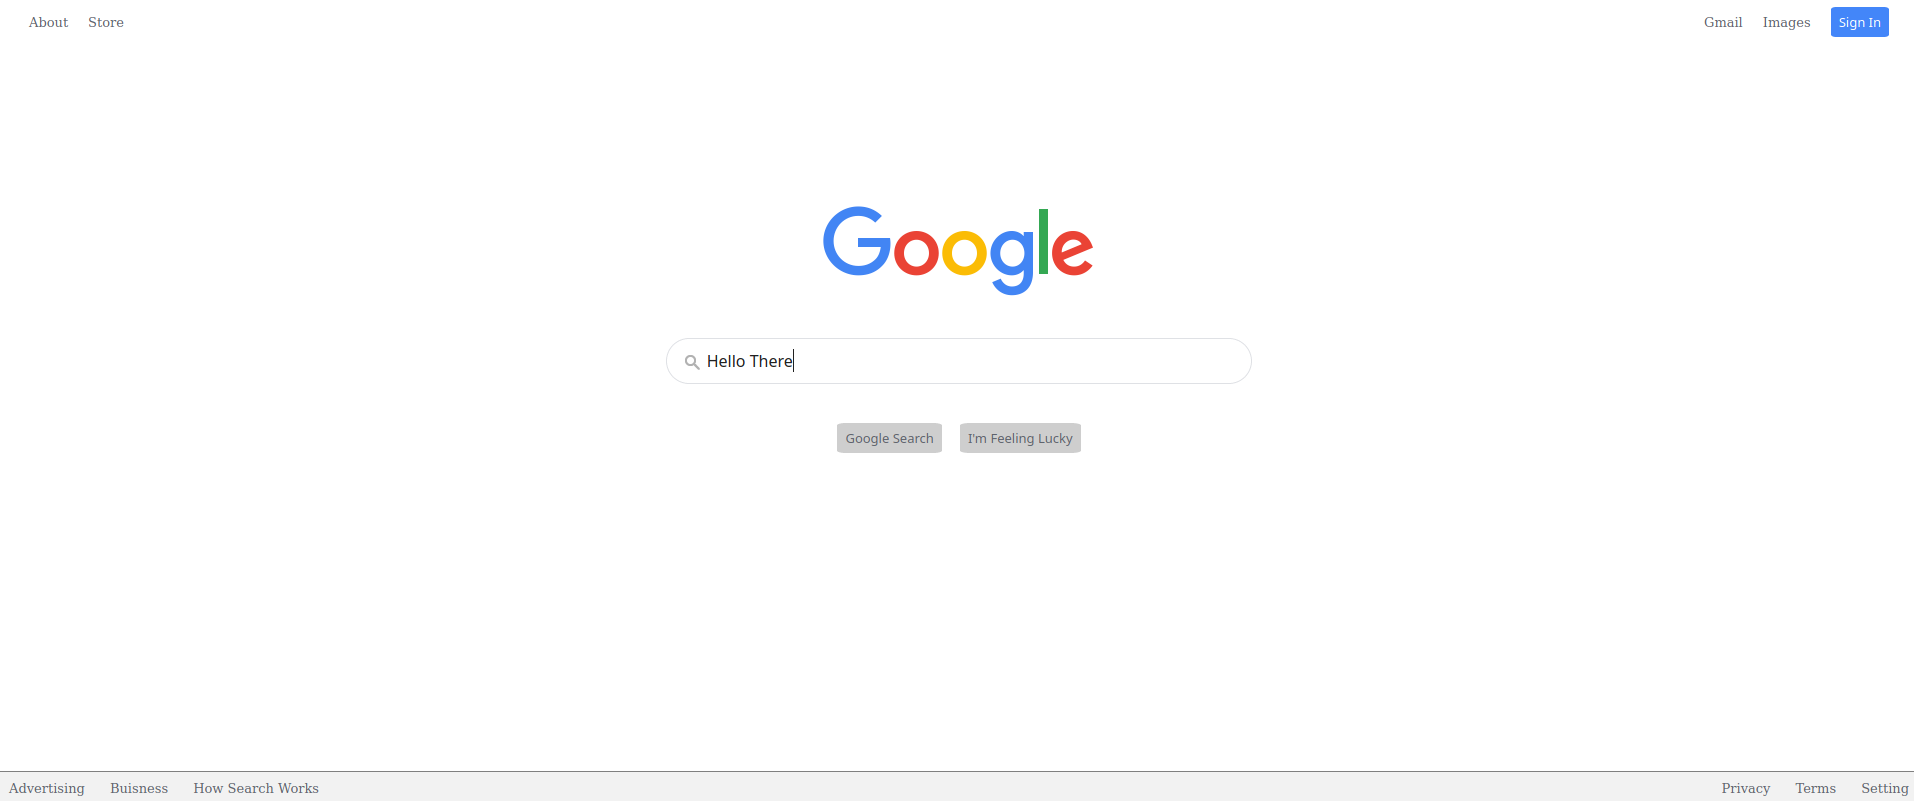 About Store Gmail Images Sign In
Google
Hello There
Google Search I'm Feeling Lucky
Advertising Buisness How Search Works Privacy Terms Setting